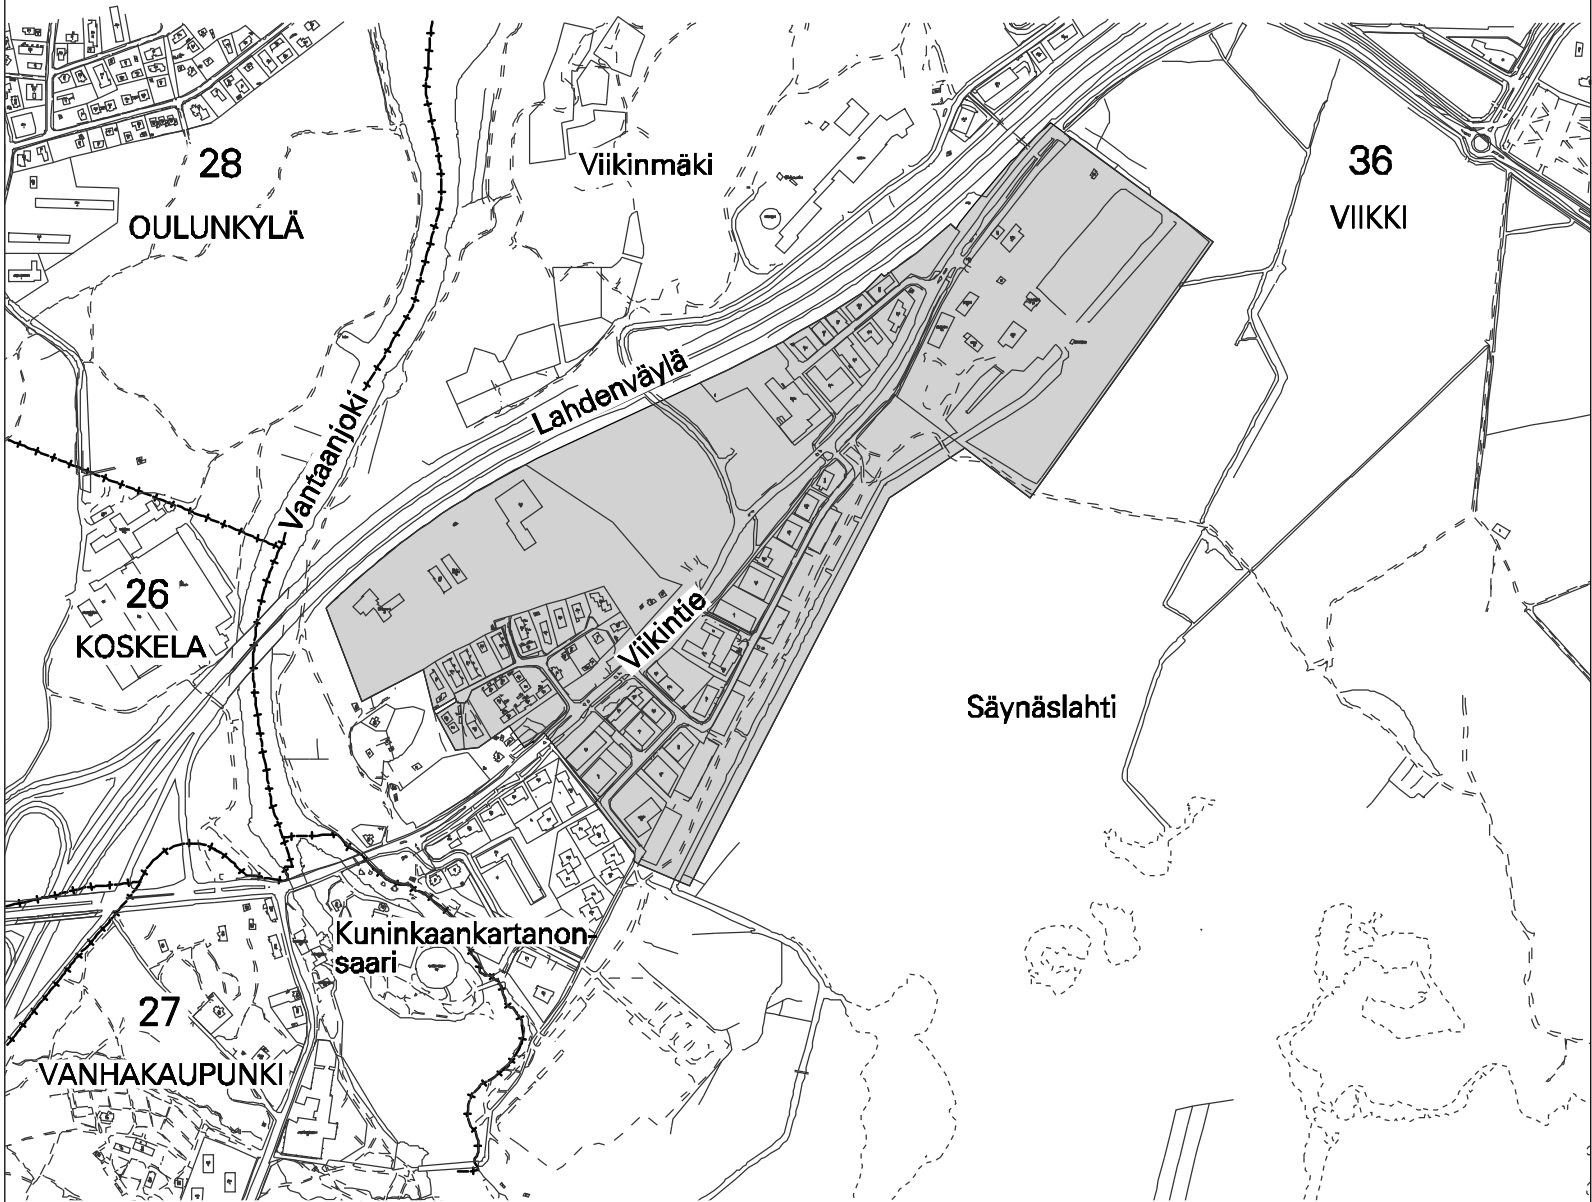 28
OULUNKYLÄ
Viikinmäki
36
VIIKKI
Lahdenväylä
Vantaanjoki
26
KOSKELA
Viikintie
Säynäslahti
Kuninkaankartanon-
saari
27
VANHAKAUPUNKI